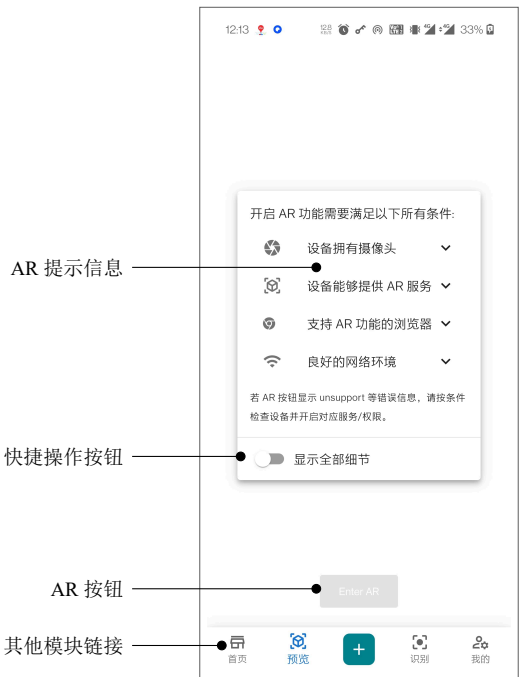 12:13
12.8
KB/S
4G
4G
33%
开启 AR 功能需要满足以下所有条件:
设备拥有摄像头
AR 提示信息
设备能够提供 AR 服务
支持 AR 功能的浏览器
良好的网络环境
若 AR 按钮显示 unsupport 等错误信息，请按条件
检查设备并开启对应服务/权限。
快捷操作按钮
显示全部细节
AR 按钮
Enter AR
其他模块链接
首页
预览
识别
我的